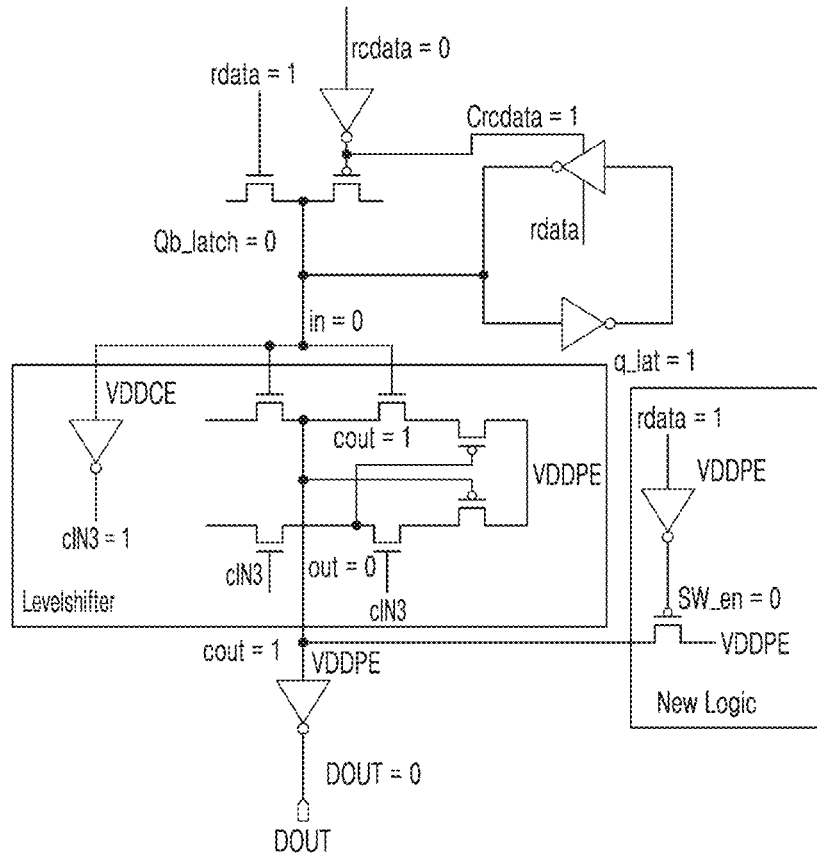 rcdata = 0
rdata = 1
Crcdata = 1
rdata
Qb_latch = 0
in = 0
q_lat = 1
VDDCE
cout = 1
VDDPE
rdata = 1
VDDPE
cIN3 = 1
cIN3
out = 0
cIN3
Levelshifter
SW_en = 0
VDDPE
cout = 1
VDDPE
New Logic
DOUT = 0
DOUT